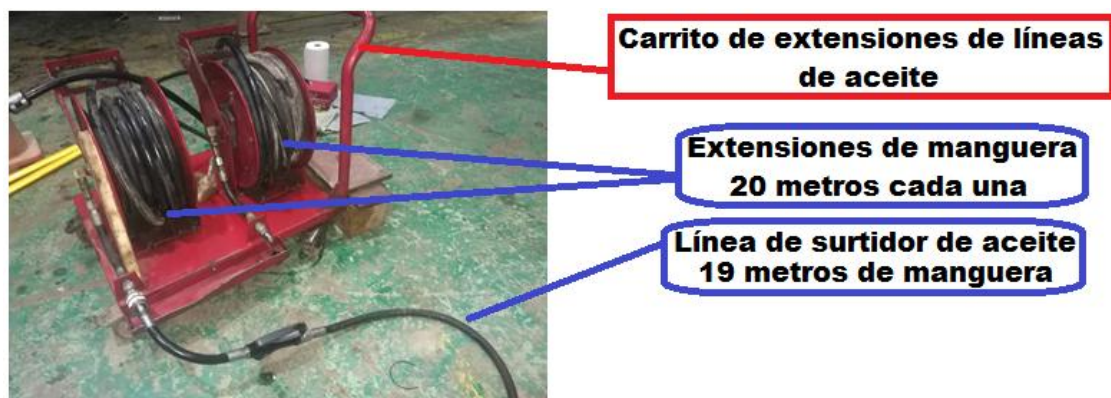 Carrito de extensiones de líneas
de aceite
Extensiones de manguera
20 metros cada una
Línea de surtidor de aceite
19 metros de manguera